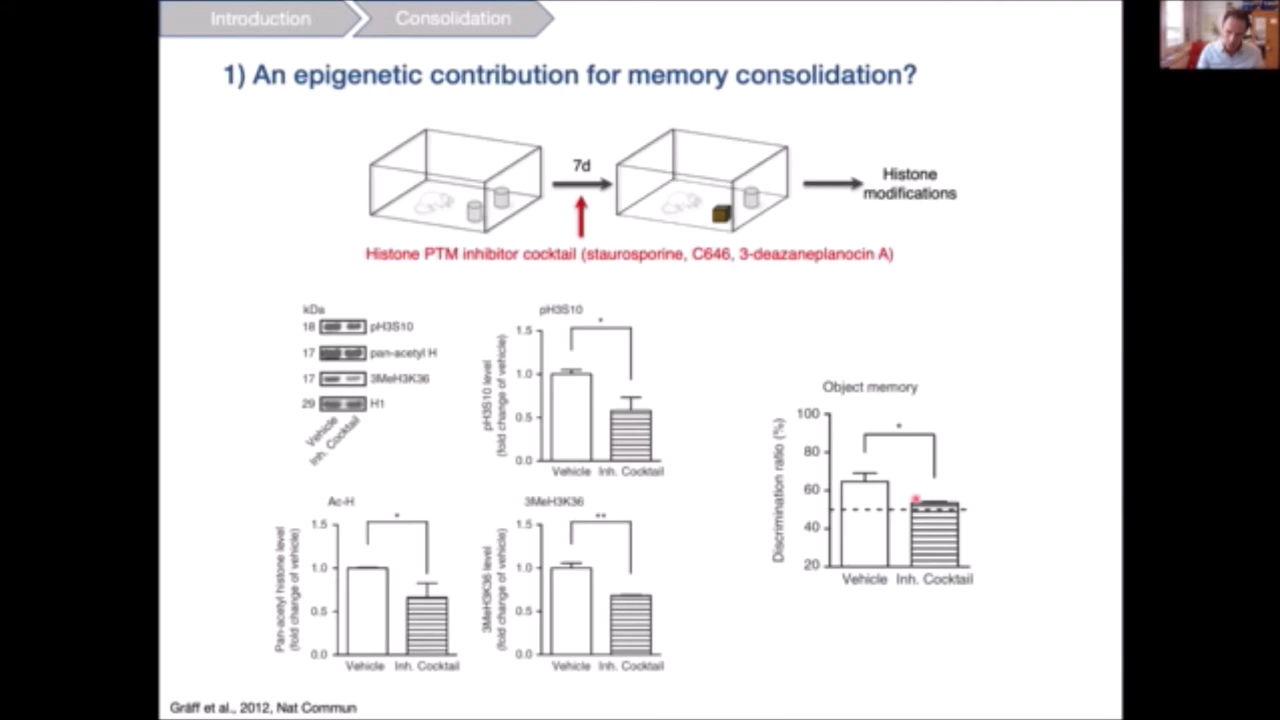 Introduction
Consolidation
1) An epigenetic contribution for memory consolidation?
7d
Histone
modifications
Histone PTM inhibitor cocktail (staurosporine, C646, 3-deazaneplanocin A)
kDa
18 pH3S10
17 pan-acetyl H
17 3MeH3K36
29 H1
Vehicle
Inh. Cocktail
pH3S10
pH3S10 level
(fold change of vehicle)
1.5
1.0
0.5
0.0
Vehicle Inh. Cocktail
Object memory
Discrimination ratio (%)
100
80
60
40
20
*
Vehicle Inh. Cocktail
Ac-H
Pan-acetyl histone level
(fold change of vehicle)
1.5
1.0
0.5
0.0
*
Vehicle Inh. Cocktail
3MeH3K36
3MeH3K36 level
(fold change of vehicle)
1.5
1.0
0.5
0.0
**
Vehicle Inh. Cocktail
Gräff et al., 2012, Nat Commun